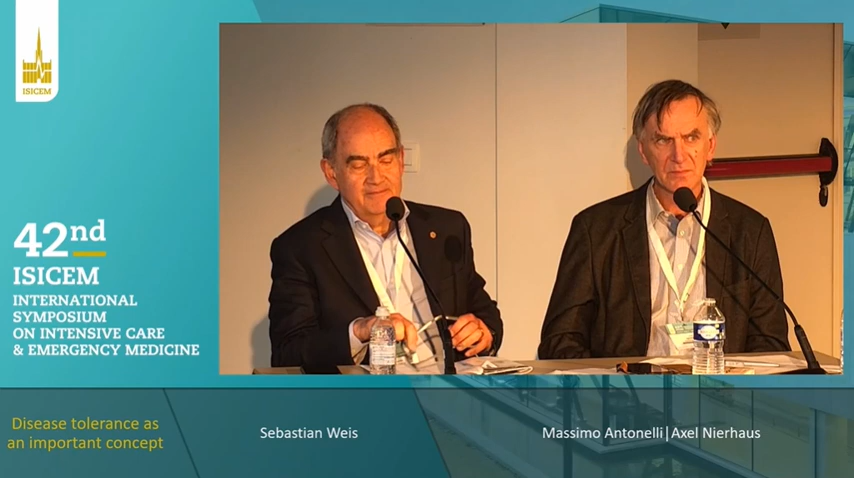 ISICEM
42nd
ISICEM
INTERNATIONAL
SYMPOSIUM
ON INTENSIVE CARE
& EMERGENCY MEDICINE
Disease tolerance as
an important concept
Sebastian Weis
Massimo Antonelli|Axel Nierhaus